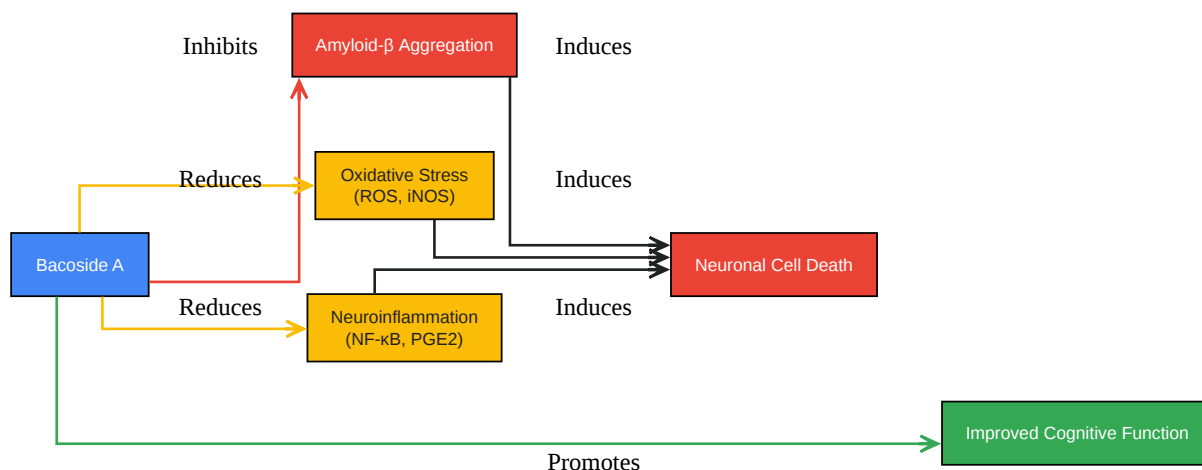 Inhibits
Amyloid-β Aggregation
Induces
Reduces
Oxidative Stress
(ROS, iNOS)
Induces
Bacoside A
Neuronal Cell Death
Reduces
Neuroinflammation
(NF-κB, PGE2)
Induces
Improved Cognitive Function
Promotes